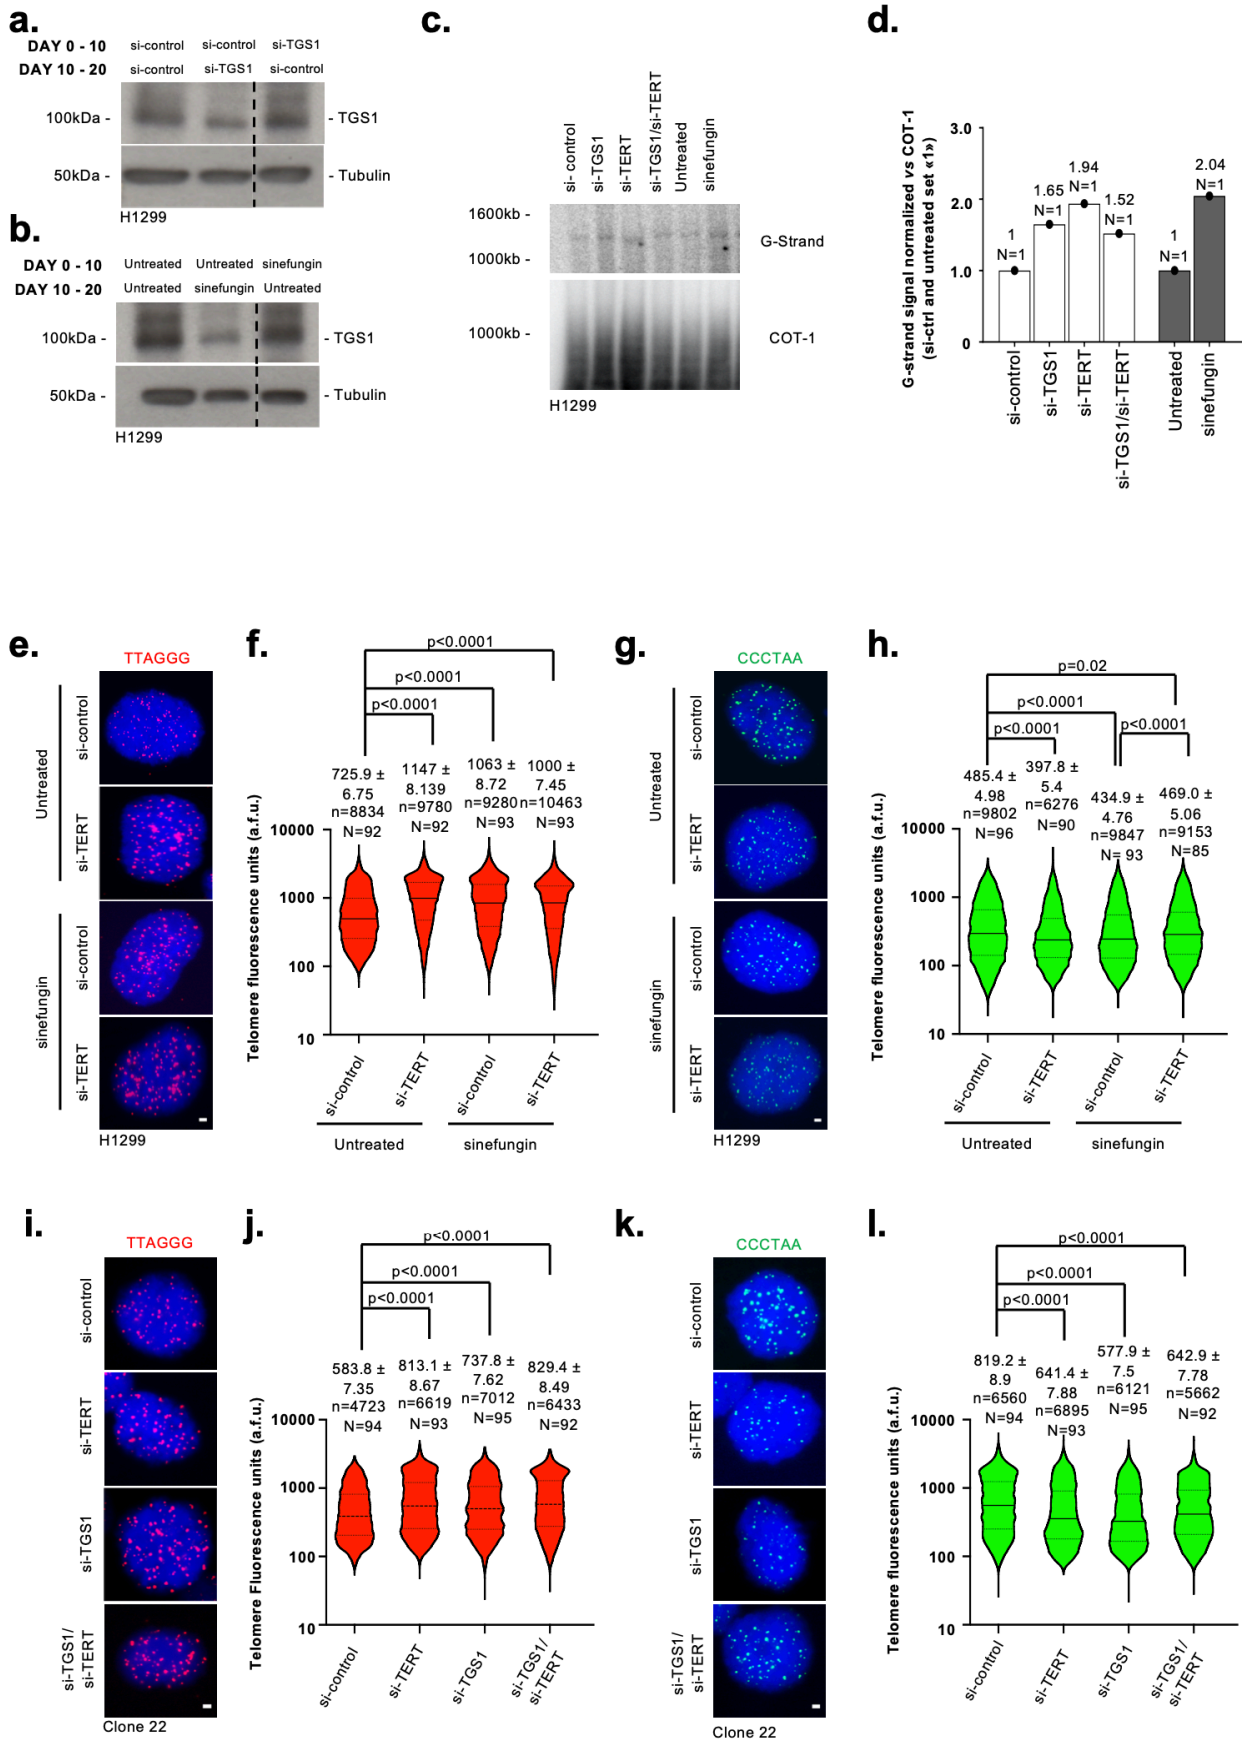 a.
DAY 0 - 10 si-control si-control si-TGS1
DAY 10 - 20 si-control si-TGS1 si-control
100kDa - - TGS1
50kDa - - Tubulin
H1299
b.
DAY 0 - 10 Untreated Untreated sinefungin
DAY 10 - 20 Untreated sinefungin Untreated
100kDa - - TGS1
50kDa - - Tubulin
H1299
c.
si- control
si-TGS1
si-TERT
si-TGS1/si-TERT
Untreated
sinefungin
1600kb -
G-Strand
1000kb -
1000kb -
COT-1
H1299
d.
G-strand signal normalized vs COT-1
(si-ctrl and untreated set «1»)
3.0
2.0
1.0
0
1
N=1
1.65
N=1
1.94
N=1
1.52
N=1
1
N=1
2.04
N=1
si-control
si-TGS1
si-TERT
si-TGS1/si-TERT
Untreated
sinefungin
e.
TTAGGG
Untreated
si-control
si-TERT
sinefungin
si-control
si-TERT
H1299
f.
p<0.0001
p<0.0001
p<0.0001
725.9 ±
6.75
n=8834
N=92
1147 ±
8.139
n=9780
N=92
1063 ±
8.72
n=9280
N=93
1000 ±
7.45
n=10463
N=93
Telomere fluorescence units (a.f.u.)
10000
1000
100
10
si-control
si-TERT
si-control
si-TERT
Untreated
sinefungin
g.
CCCTAA
Untreated
si-control
si-TERT
sinefungin
si-control
si-TERT
H1299
h.
p=0.02
p<0.0001
p<0.0001
p<0.0001
485.4 ±
4.98
n=9802
N=96
397.8 ±
5.4
n=6276
N=90
434.9 ±
4.76
n=9847
N= 93
469.0 ±
5.06
n=9153
N=85
Telomere fluorescence units (a.f.u.)
10000
1000
100
10
si-control
si-TERT
si-control
si-TERT
Untreated
sinefungin
i.
TTAGGG
si-control
si-TERT
si-TGS1
si-TGS1/
si-TERT
Clone 22
j.
p<0.0001
p<0.0001
p<0.0001
583.8 ±
7.35
n=4723
N=94
813.1 ±
8.67
n=6619
N=93
737.8 ±
7.62
n=7012
N=95
829.4 ±
8.49
n=6433
N=92
Telomere Fluorescence units (a.f.u.)
10000
1000
100
10
si-control
si-TERT
si-TGS1
si-TGS1/
si-TERT
k.
CCCTAA
si-control
si-TERT
si-TGS1
si-TGS1/
si-TERT
Clone 22
l.
p<0.0001
p<0.0001
p<0.0001
819.2 ±
8.9
n=6560
N=94
641.4 ±
7.88
n=6895
N=93
577.9 ±
7.5
n=6121
N=95
642.9 ±
7.78
n=5662
N=92
Telomere fluorescence units (a.f.u.)
10000
1000
100
10
si-control
si-TERT
si-TGS1
si-TGS1/
si-TERT